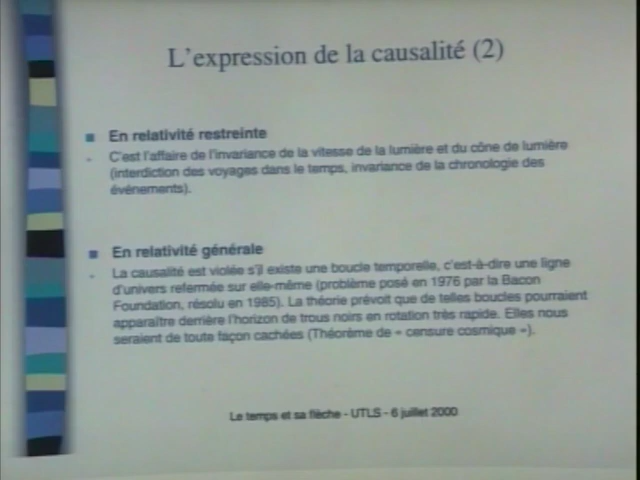 L'expression de la causalité (2)
En relativité restreinte
- C'est l'affaire de l'invariance de la vitesse de la lumière et du cône de lumière
(interdiction des voyages dans le temps, invariance de la chronologie des
événements).
En relativité générale
- La causalité est violée s'il existe une boucle temporelle, c'est-à-dire une ligne
d'univers refermée sur elle-même (problème posé en 1976 par la Bacon
Foundation, résolu en 1985). La théorie prévoit que de telles boucles pourraient
apparaître derrière l'horizon de trous noirs en rotation très rapide. Elles nous
seraient de toute façon cachées (Théorème de « censure cosmique »).
Le temps et sa flèche - UTLS - 6 juillet 2000